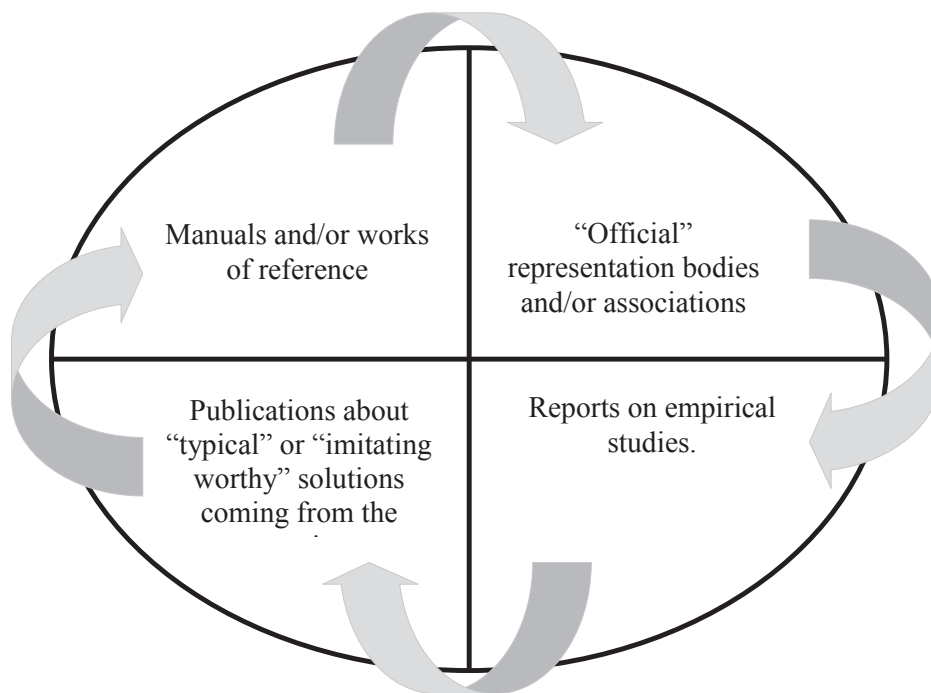 Manuals and/or works
of reference
“Official”
representation bodies
and/or associations
Publications about
“typical” or “imitating
worthy” solutions
coming from the
Reports on empirical
studies.